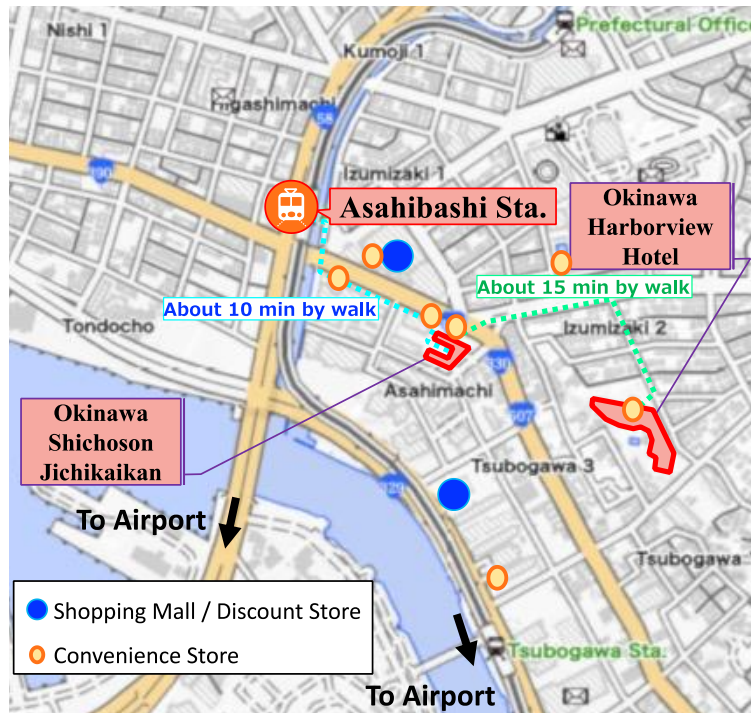 Nishi 1
Prefectural Office
Kumoji 1
Higashimachi
58
Izumizaki 1
390
Asahibashi Sta.
Okinawa
Harborview
Hotel
About 15 min by walk
About 10 min by walk
Tondocho
Izumizaki 2
330
Asahimachi
Okinawa
Shichoson
Jichikaikan
507
Tsubogawa 3
329
To Airport
Tsubogawa
Shopping Mall / Discount Store
Convenience Store
Tsubogawa Sta.
To Airport